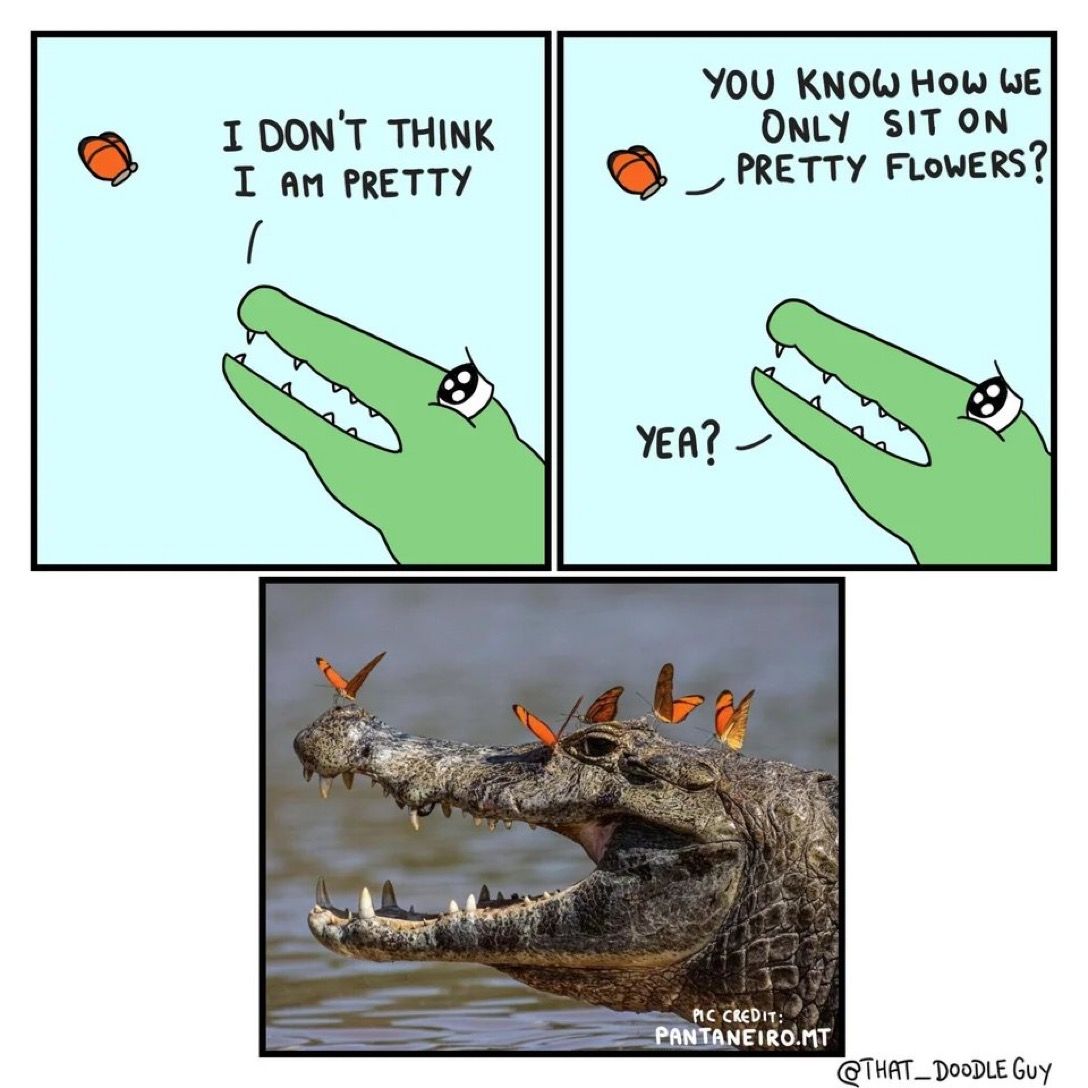 I DON'T THINK
I AM PRETTY
YOU KNOW HOW WE
ONLY SIT ON
PRETTY FLOWERS?
YEA?
PIC CREDIT:
PANTANEIRO.MT
@THAT_DOODLE GUY